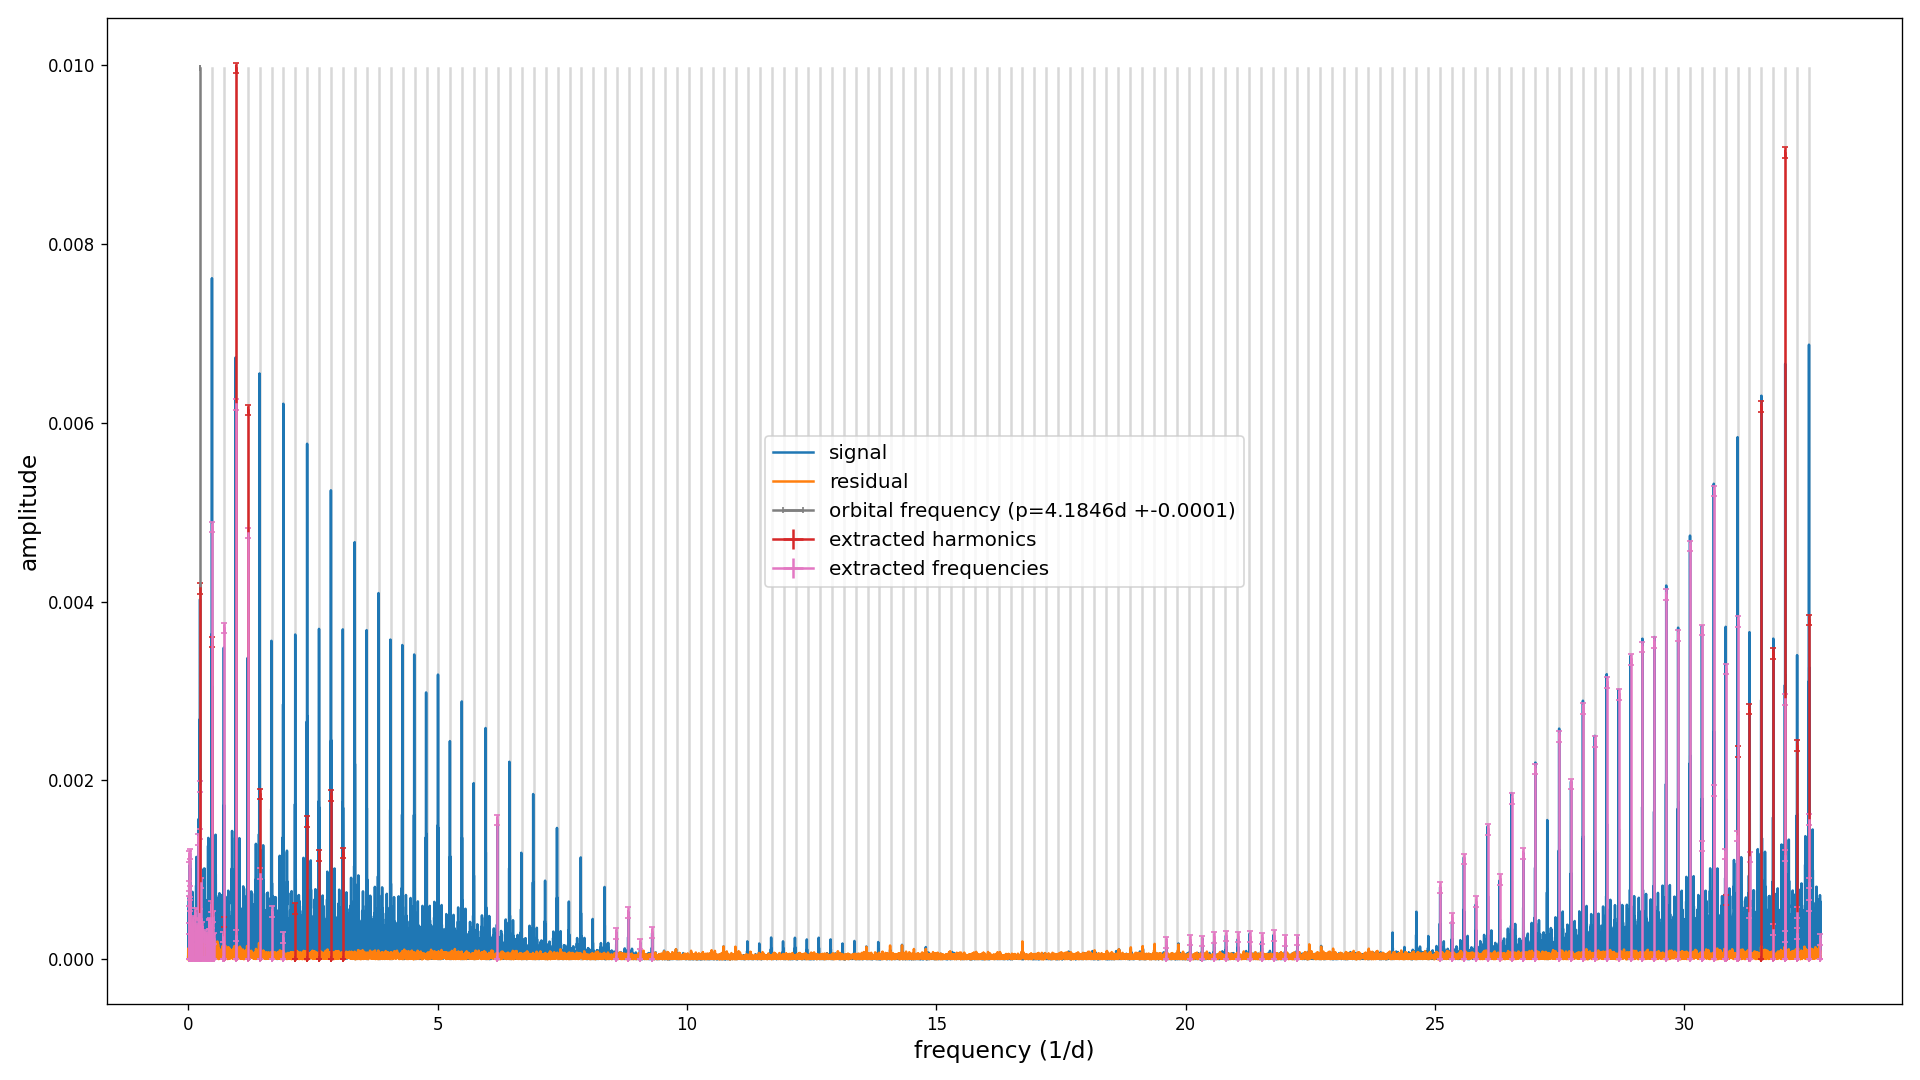 0.010
0.008
0.006
0.004
0.002
0.000
amplitude
signal
residual
orbital frequency (p=4.1846d +-0.0001)
extracted harmonics
extracted frequencies
0 5 10 15 20 25 30
frequency (1/d)